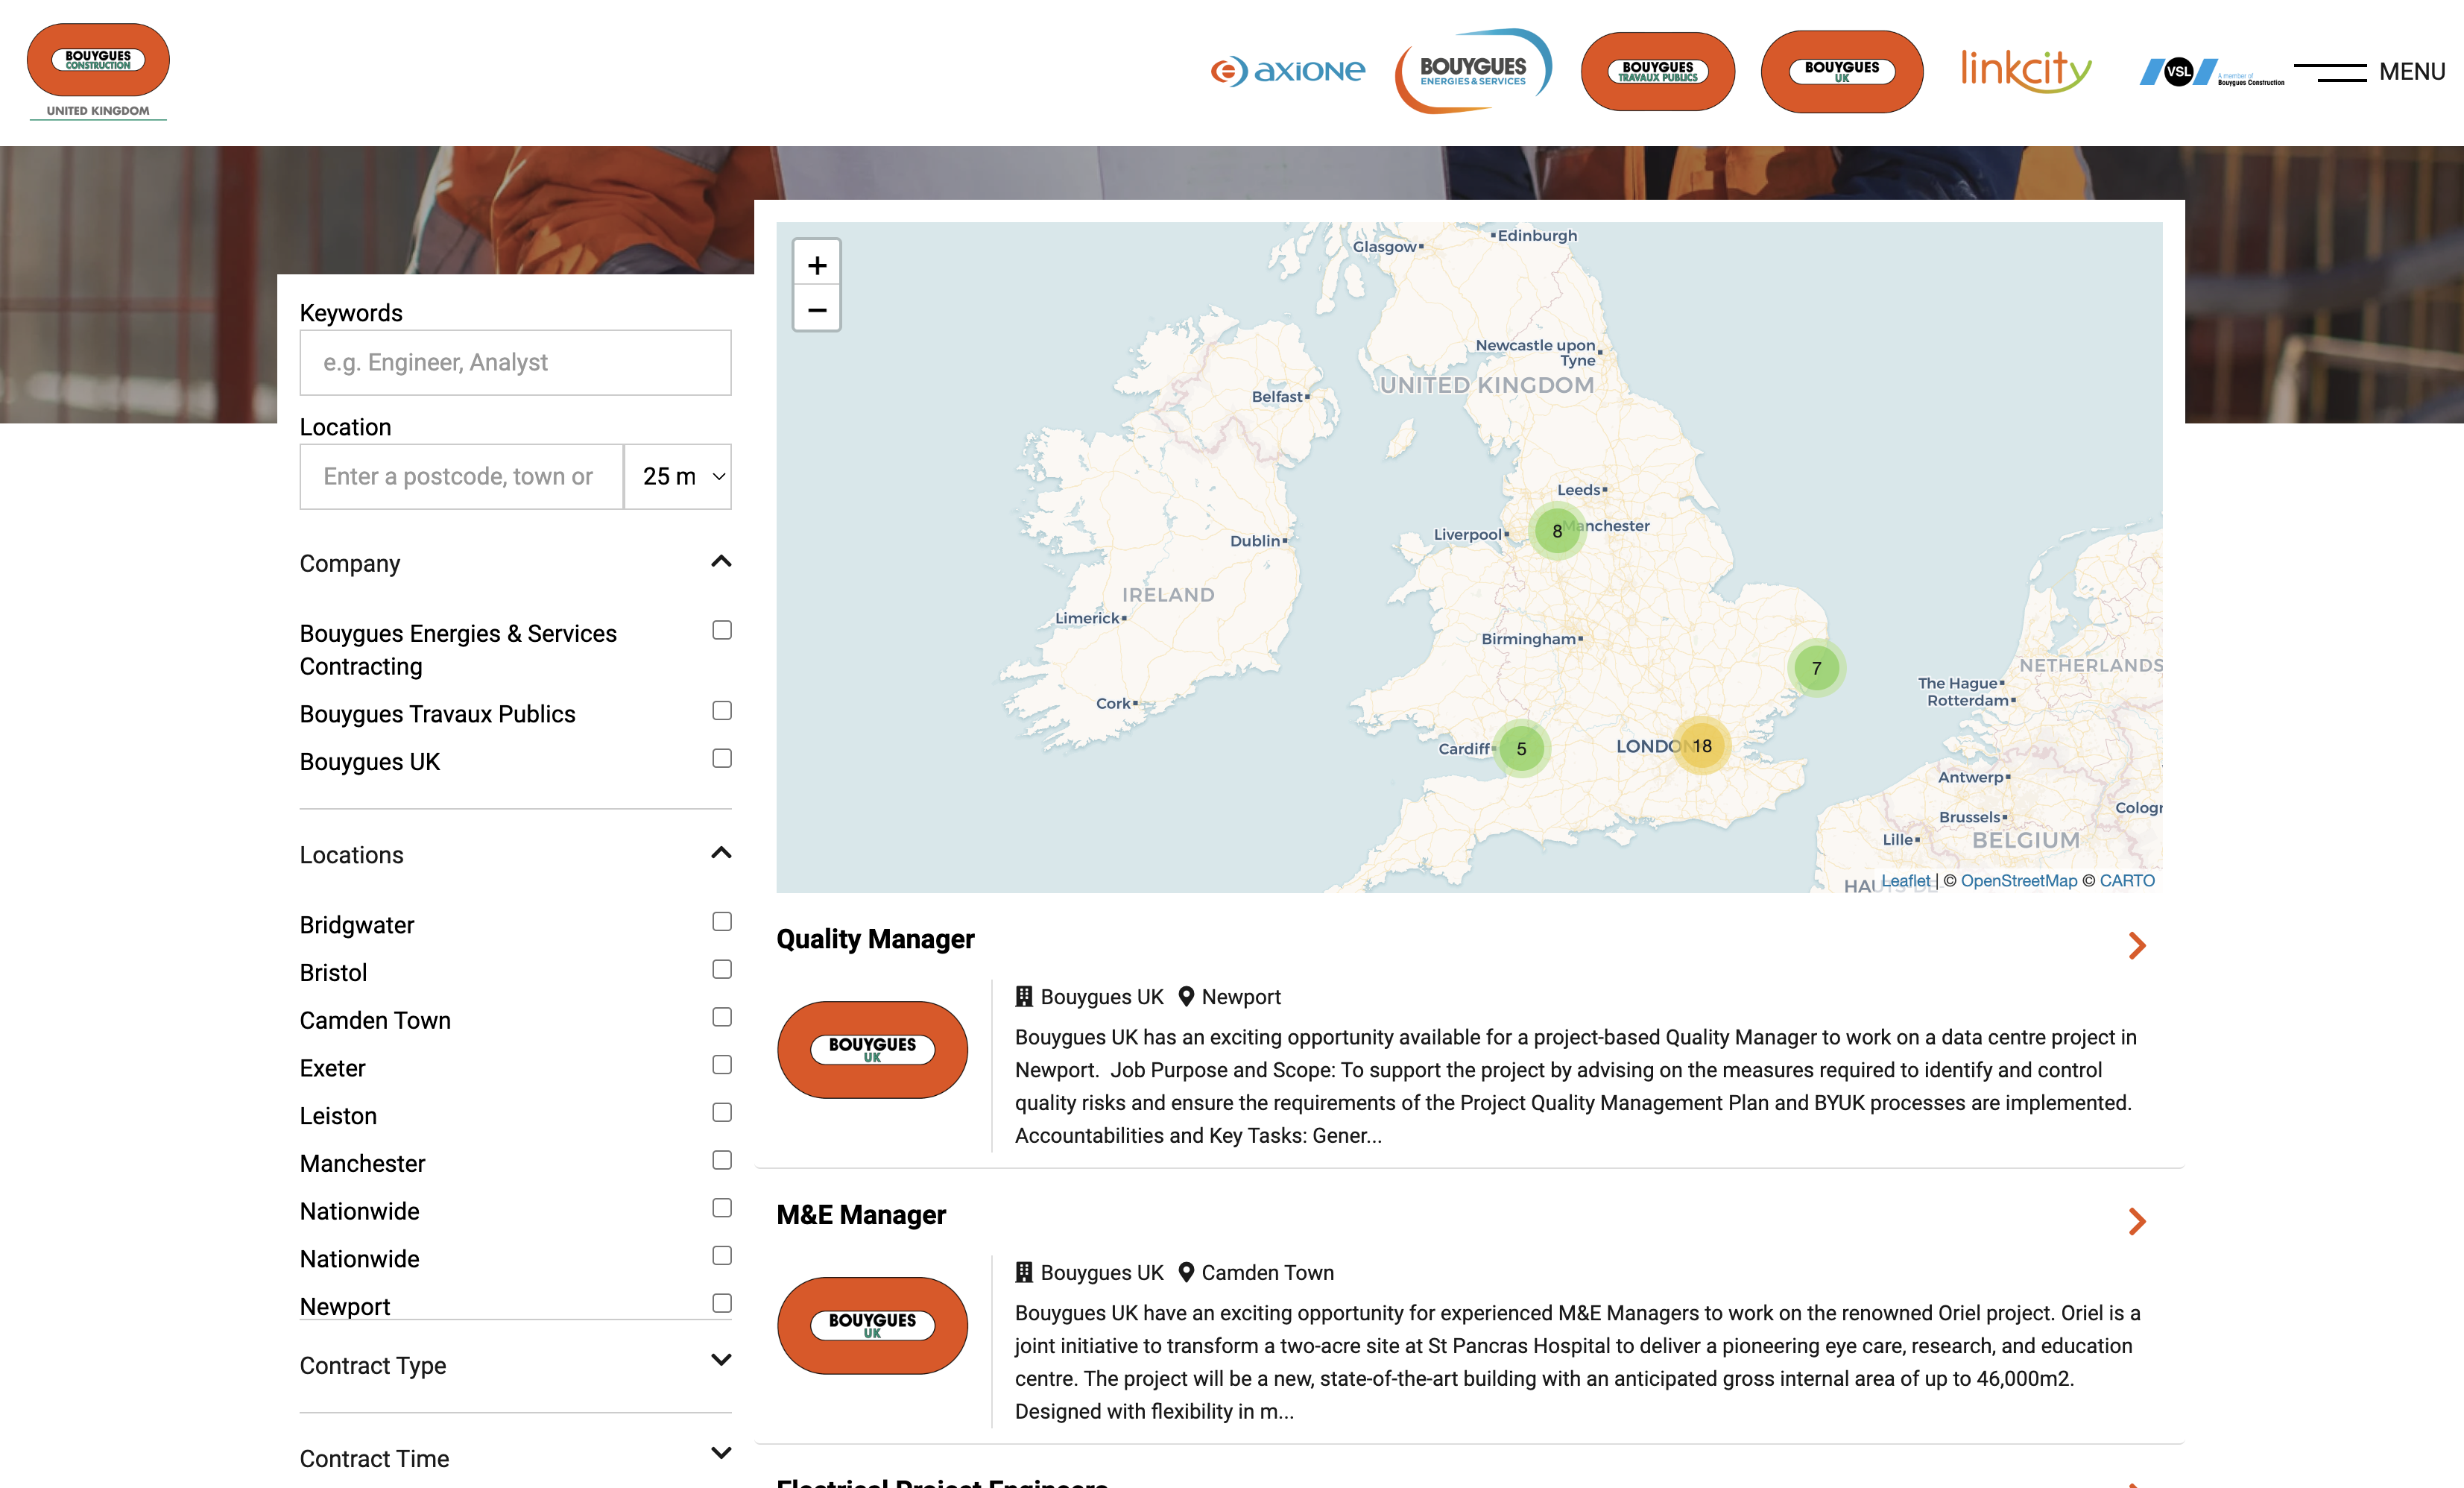 BOUYGUES
CONSTRUCTION
UNITED KINGDOM
axione
BOUYGUES
ENERGIES & SERVICES
BOUYGUES
TRAVAUX PUBLICS
BOUYGUES
UK
linkcity
VSL
A member of
Bouygues Construction
MENU
Keywords
e.g. Engineer, Analyst
Location
Enter a postcode, town or
25 m
Company
Bouygues Energies & Services
Contracting
Bouygues Travaux Publics
Bouygues UK
Locations
Bridgwater
Bristol
Camden Town
Exeter
Leiston
Manchester
Nationwide
Nationwide
Newport
Contract Type
Contract Time
+
−
Glasgow
Edinburgh
Newcastle upon
Tyne
UNITED KINGDOM
Belfast
Leeds
8
Manchester
Liverpool
Dublin
IRELAND
Limerick
Birmingham
7
NETHERLANDS
The Hague
Rotterdam
Cork
Cardiff
5
LONDON
18
Antwerp
Cologn
Brussels
Lille
BELGIUM
Leaflet | © OpenStreetMap © CARTO
Quality Manager
BOUYGUES
UK
Bouygues UK Newport
Bouygues UK has an exciting opportunity available for a project-based Quality Manager to work on a data centre project in
Newport.  Job Purpose and Scope: To support the project by advising on the measures required to identify and control
quality risks and ensure the requirements of the Project Quality Management Plan and BYUK processes are implemented.
Accountabilities and Key Tasks: Gener...
M&E Manager
BOUYGUES
UK
Bouygues UK Camden Town
Bouygues UK have an exciting opportunity for experienced M&E Managers to work on the renowned Oriel project. Oriel is a
joint initiative to transform a two-acre site at St Pancras Hospital to deliver a pioneering eye care, research, and education
centre. The project will be a new, state-of-the-art building with an anticipated gross internal area of up to 46,000m2.
Designed with flexibility in m...
Electrical Project Engineers